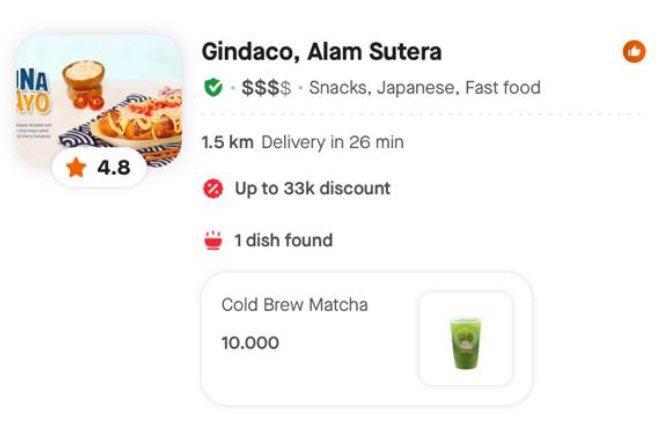 Gindaco, Alam Sutera
$$$$ · Snacks, Japanese, Fast food
NA
AYO
4.8
1.5 km Delivery in 26 min
Up to 33k discount
1 dish found
Cold Brew Matcha
10.000